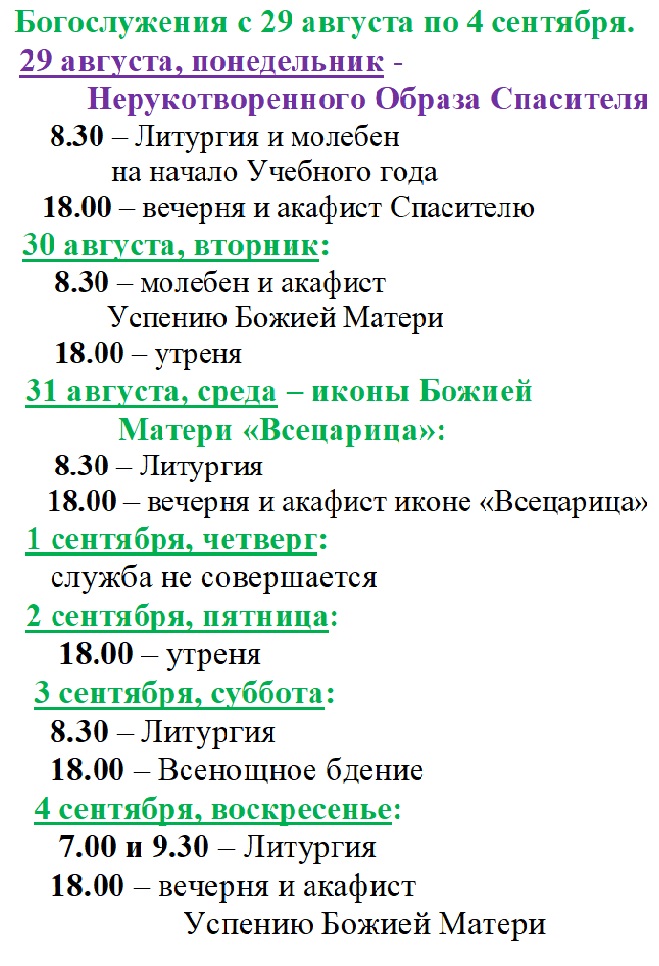 Богослужения с 29 августа по 4 сентября.
29 августа, понедельник -
Нерукотворенного Образа Спасителя
8.30 – Литургия и молебен
на начало Учебного года
18.00 – вечерня и акафист Спасителю
30 августа, вторник:
8.30 – молебен и акафист
Успению Божией Матери
18.00 – утреня
31 августа, среда – иконы Божией
Матери «Всецарица»:
8.30 – Литургия
18.00 – вечерня и акафист иконе «Всецарица»
1 сентября, четверг:
служба не совершается
2 сентября, пятница:
18.00 – утреня
3 сентября, суббота:
8.30 – Литургия
18.00 – Всенощное бдение
4 сентября, воскресенье:
7.00 и 9.30 – Литургия
18.00 – вечерня и акафист
Успению Божией Матери